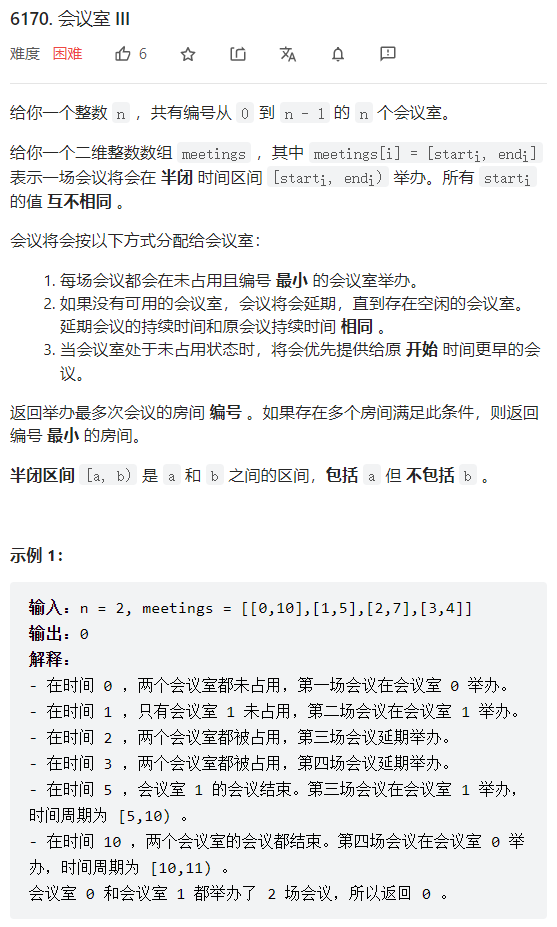 6170. 会议室 III
难度 困难 6
给你一个整数 n ，共有编号从 0 到 n - 1 的 n 个会议室。
给你一个二维整数数组 meetings ，其中 meetings[i] = [starti, endi]
表示一场会议将会在 半闭 时间区间 [starti, endi) 举办。所有 starti
的值 互不相同 。
会议将会按以下方式分配给会议室：
1. 每场会议都会在未占用且编号 最小 的会议室举办。
2. 如果没有可用的会议室，会议将会延期，直到存在空闲的会议室。
延期会议的持续时间和原会议持续时间 相同 。
3. 当会议室处于未占用状态时，将会优先提供给原 开始 时间更早的会
议。
返回举办最多次会议的房间 编号 。如果存在多个房间满足此条件，则返回
编号 最小 的房间。
半闭区间 [a, b) 是 a 和 b 之间的区间，包括 a 但 不包括 b 。
示例 1：
输入：n = 2, meetings = [[0,10],[1,5],[2,7],[3,4]]
输出：0
解释：
- 在时间 0 ，两个会议室都未占用，第一场会议在会议室 0 举办。
- 在时间 1 ，只有会议室 1 未占用，第二场会议在会议室 1 举办。
- 在时间 2 ，两个会议室都被占用，第三场会议延期举办。
- 在时间 3 ，两个会议室都被占用，第四场会议延期举办。
- 在时间 5 ，会议室 1 的会议结束。第三场会议在会议室 1 举办，
时间周期为 [5,10) 。
- 在时间 10 ，两个会议室的会议都结束。第四场会议在会议室 0 举
办，时间周期为 [10,11) 。
会议室 0 和会议室 1 都举办了 2 场会议，所以返回 0 。